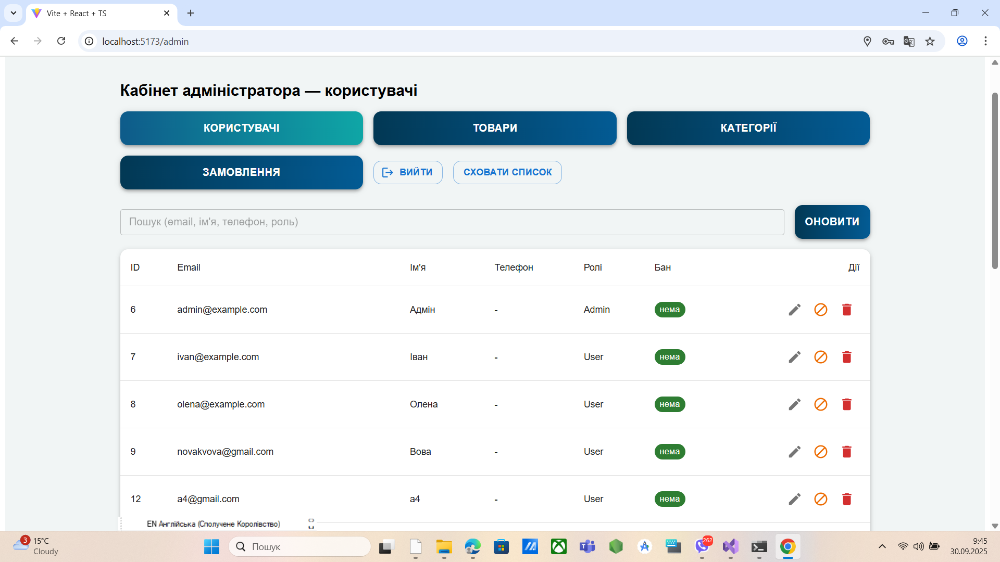 Vite + React + TS
localhost:5173/admin
Кабінет адміністратора — користувачі
КОРИСТУВАЧІ
ТОВАРИ
КАТЕГОРІЇ
ЗАМОВЛЕННЯ
ВИЙТИ
СХОВАТИ СПИСОК
Пошук (email, ім'я, телефон, роль)
ОНОВИТИ
ID Email Ім'я Телефон Ролі Бан Дії
6 admin@example.com Адмін - Admin нема
7 ivan@example.com Іван - User нема
8 olena@example.com Олена - User нема
9 novakvova@gmail.com Вова - User нема
12 a4@gmail.com a4 - User нема
EN Англійська (Сполучене Королівство)
3
15°C
Cloudy
Пошук
262
9:45
30.09.2025